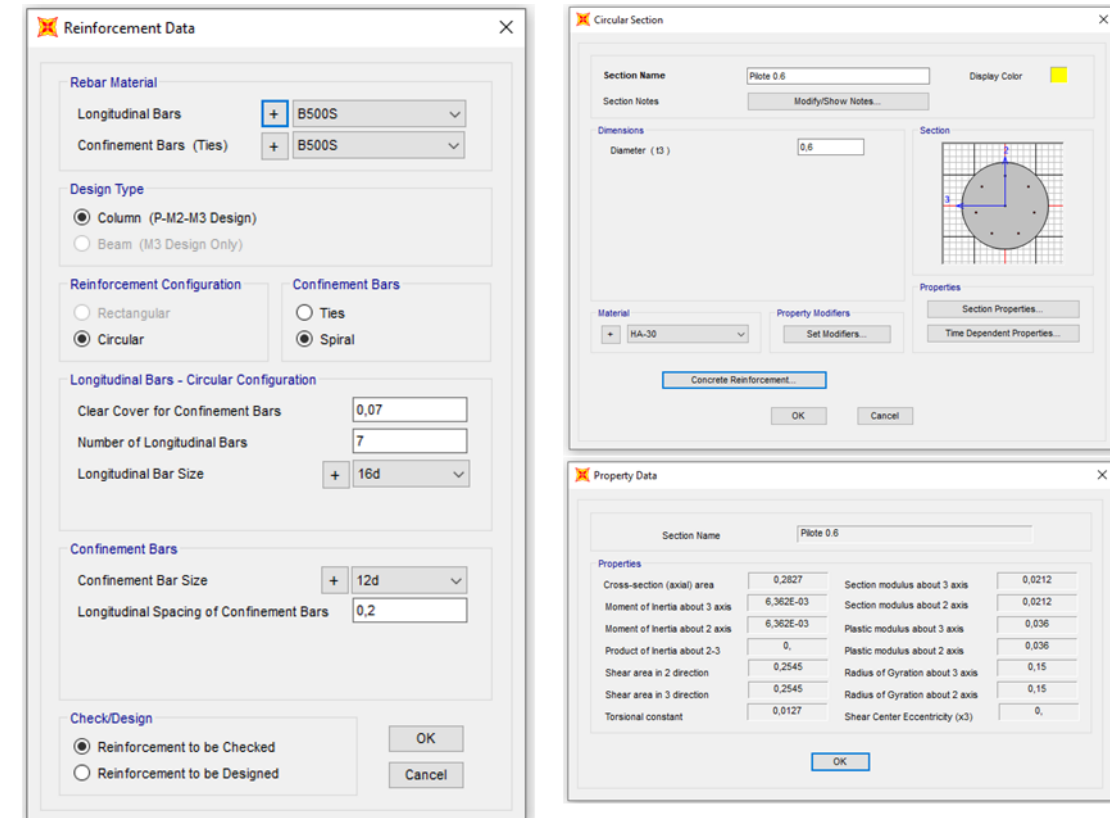 Reinforcement Data
Rebar Material
Longitudinal Bars + B500S
Confinement Bars (Ties) + B500S
Design Type
Column (P-M2-M3 Design)
Beam (M3 Design Only)
Reinforcement Configuration
Rectangular
Circular
Confinement Bars
Ties
Spiral
Longitudinal Bars - Circular Configuration
Clear Cover for Confinement Bars 0,07
Number of Longitudinal Bars 7
Longitudinal Bar Size + 16d
Confinement Bars
Confinement Bar Size + 12d
Longitudinal Spacing of Confinement Bars 0,2
Check/Design
Reinforcement to be Checked
Reinforcement to be Designed
OK
Cancel
Circular Section
Section Name Pilote 0.6 Display Color
Section Notes Modify/Show Notes...
Dimensions
Diameter ( t3 ) 0,6
Section
2
3
Properties
Section Properties...
Time Dependent Properties...
Material
+ HA-30
Property Modifiers
Set Modifiers...
Concrete Reinforcement...
OK Cancel
Property Data
Section Name Pilote 0.6
Properties
Cross-section (axial) area 0,2827 Section modulus about 3 axis 0,0212
Moment of Inertia about 3 axis 6,362E-03 Section modulus about 2 axis 0,0212
Moment of Inertia about 2 axis 6,362E-03 Plastic modulus about 3 axis 0,036
Product of Inertia about 2-3 0, Plastic modulus about 2 axis 0,036
Shear area in 2 direction 0,2545 Radius of Gyration about 3 axis 0,15
Shear area in 3 direction 0,2545 Radius of Gyration about 2 axis 0,15
Torsional constant 0,0127 Shear Center Eccentricity (x3) 0,
OK